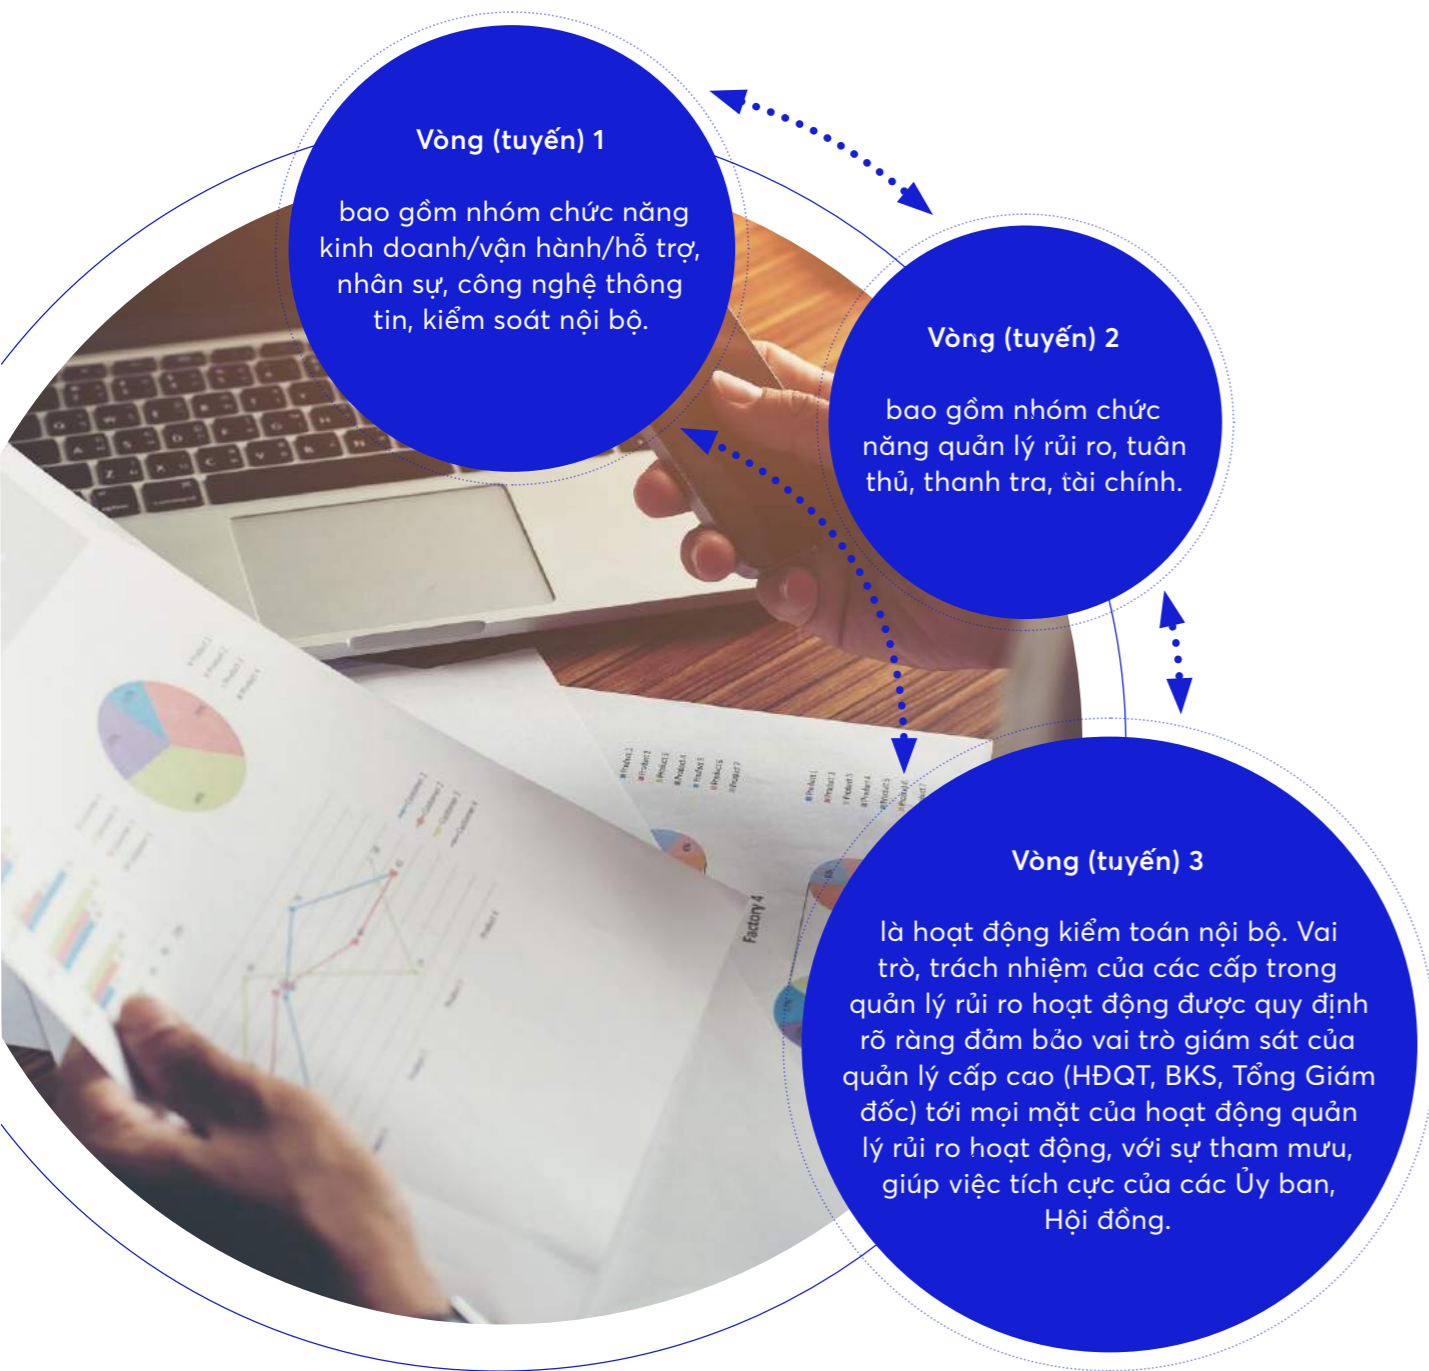 Vòng (tuyến) 1
bao gồm nhóm chức năng
kinh doanh/vận hành/hỗ trợ,
nhân sự, công nghệ thông
tin, kiểm soát nội bộ.
Vòng (tuyến) 2
bao gồm nhóm chức
năng quản lý rủi ro, tuân
thủ, thanh tra, tài chính.
Vòng (tuyến) 3
là hoạt động kiểm toán nội bộ. Vai
trò, trách nhiệm của các cấp trong
quản lý rủi ro hoạt động được quy định
rõ ràng đảm bảo vai trò giám sát của
quản lý cấp cao (HĐQT, BKS, Tổng Giám
đốc) tới mọi mặt của hoạt động quản
lý rủi ro hoạt động, với sự tham mưu,
giúp việc tích cực của các Ủy ban,
Hội đồng.
Factory 4